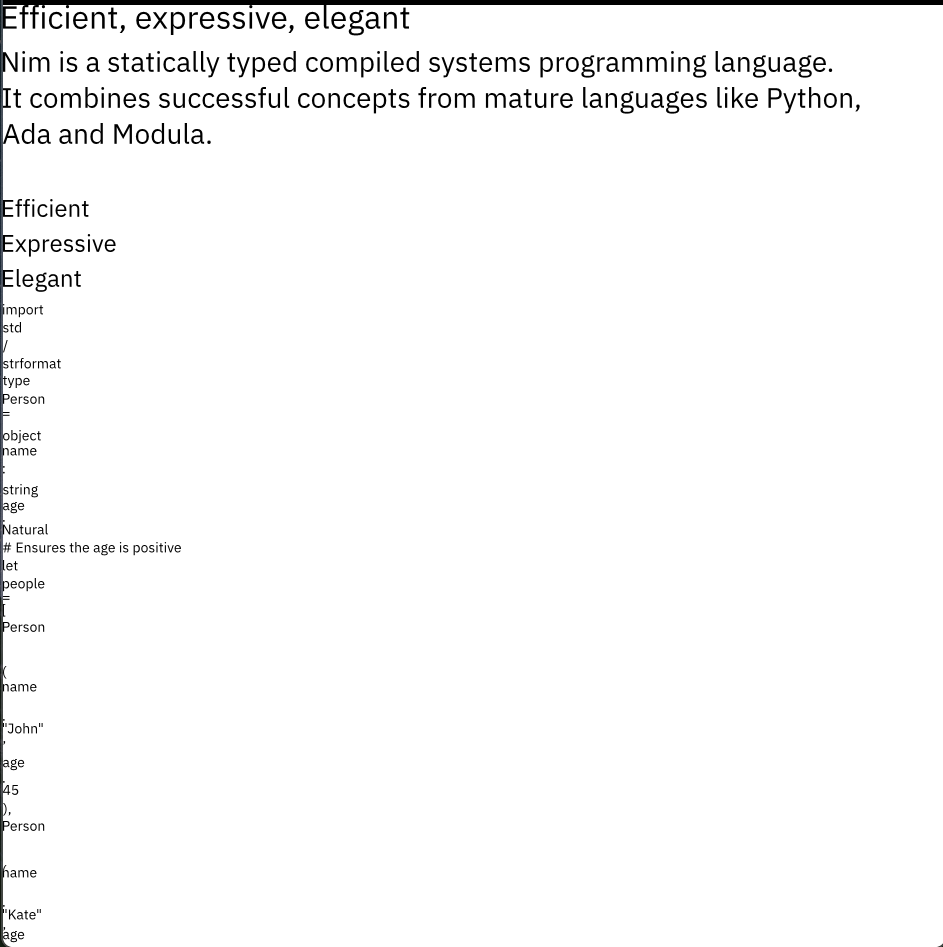 Efficient, expressive, elegant
Nim is a statically typed compiled systems programming language.
It combines successful concepts from mature languages like Python,
Ada and Modula.
Efficient
Expressive
Elegant
import
std
/
strformat
type
Person
=
object
name
:
string
age
:
Natural
# Ensures the age is positive
let
people
=
[
Person
(
name
:
"John"
,
age
:
45
),
Person
(
name
:
"Kate"
,
age